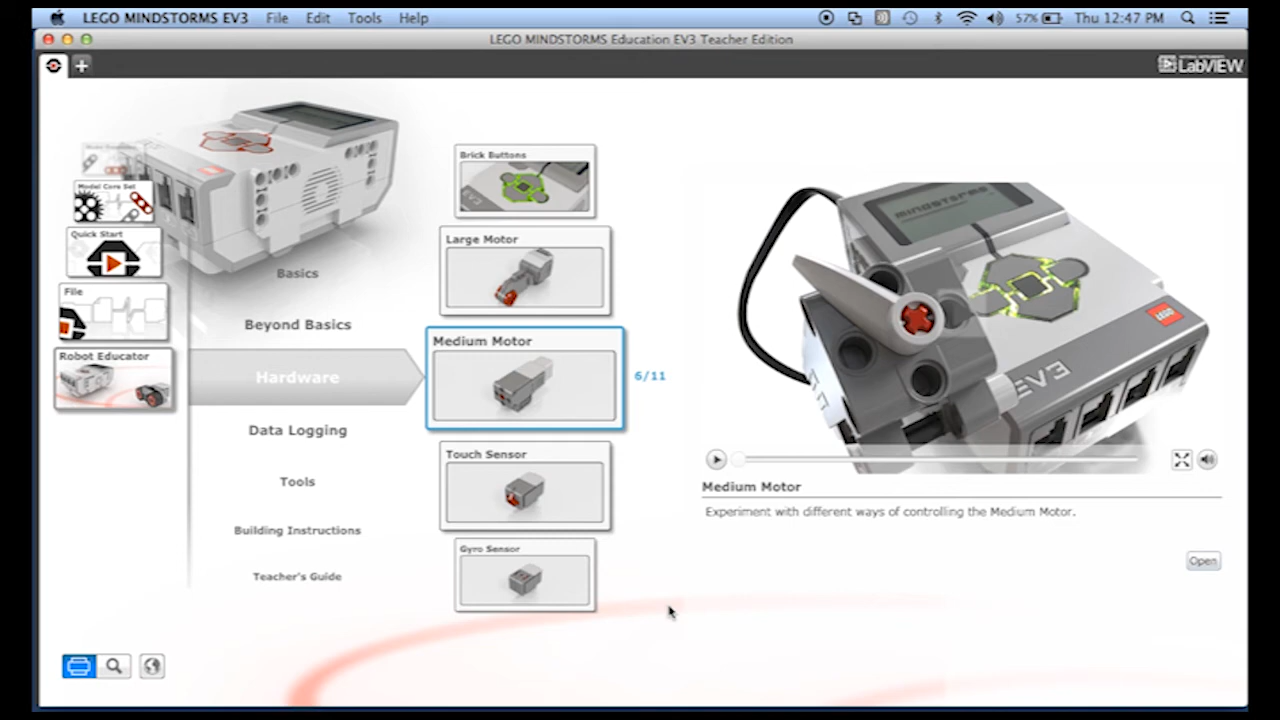 LEGO MINDSTORMS EV3 File Edit Tools Help 57% Thu 12:47 PM
LEGO MINDSTORMS Education EV3 Teacher Edition
LabVIEW
Model Core Set
Quick Start
File
Robot Educator
Basics
Beyond Basics
Hardware
Data Logging
Tools
Building Instructions
Teacher's Guide
Brick Buttons
Large Motor
Medium Motor
6/11
Touch Sensor
Gyro Sensor
mindstorms
LEGO
EV3
Medium Motor
Experiment with different ways of controlling the Medium Motor.
Open